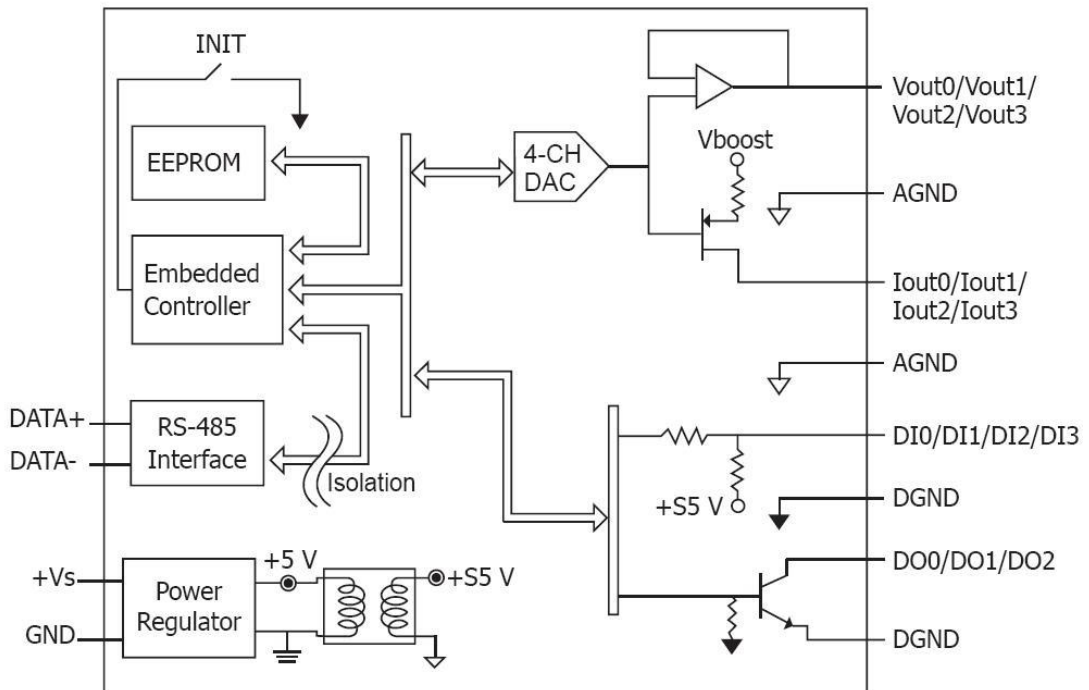 INIT
EEPROM
Embedded
Controller
RS-485
Interface
DATA+
DATA-
Isolation
+Vs
GND
Power
Regulator
+5 V
+S5 V
4-CH
DAC
Vboost
Vout0/Vout1/
Vout2/Vout3
AGND
Iout0/Iout1/
Iout2/Iout3
AGND
DI0/DI1/DI2/DI3
+S5 V
DGND
DO0/DO1/DO2
DGND